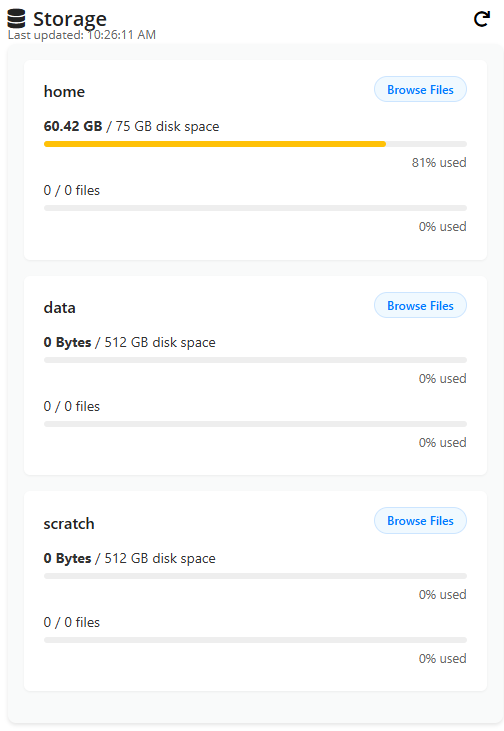 Storage
Last updated: 10:26:11 AM
home
Browse Files
60.42 GB / 75 GB disk space
81% used
0 / 0 files
0% used
data
Browse Files
0 Bytes / 512 GB disk space
0% used
0 / 0 files
0% used
scratch
Browse Files
0 Bytes / 512 GB disk space
0% used
0 / 0 files
0% used